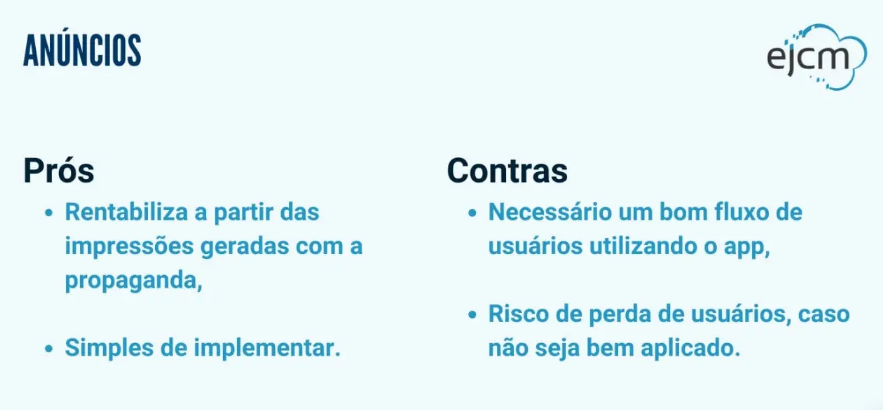 ANÚNCIOS
ejcm
Prós
• Rentabiliza a partir das
impressões geradas com a
propaganda,
• Simples de implementar.
Contras
• Necessário um bom fluxo de
usuários utilizando o app,
• Risco de perda de usuários, caso
não seja bem aplicado.